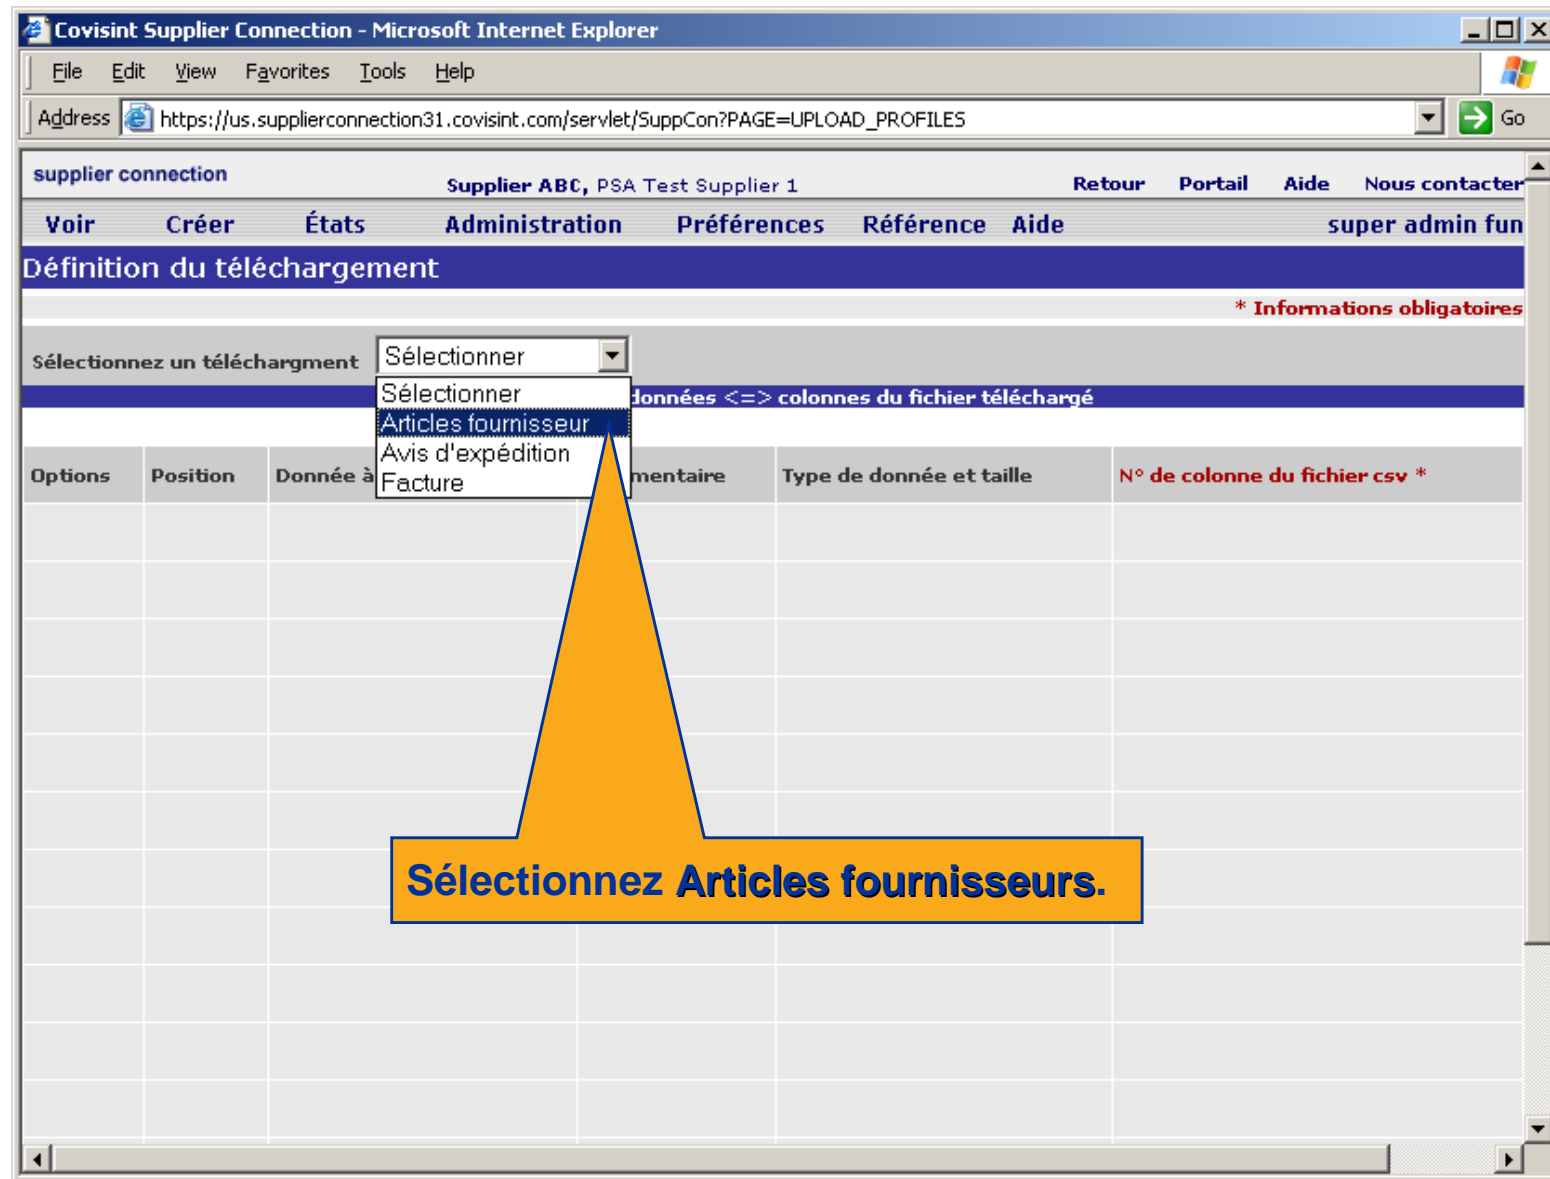 Covisint Supplier Connection - Microsoft Internet Explorer
File Edit View Favorites Tools Help
Address https://us.supplierconnection31.covisint.com/servlet/SuppCon?PAGE=UPLOAD_PROFILES Go
supplier connection Supplier ABC, PSA Test Supplier 1 Retour Portail Aide Nous contacter
Voir Créer États Administration Préférences Référence Aide super admin fun
Définition du téléchargement
* Informations obligatoires
Sélectionnez un téléchargment Sélectionner
Sélectionner
données <=> colonnes du fichier téléchargé
Articles fournisseur
Avis d'expédition
Facture
Options Position Donnée à mentaire Type de donnée et taille N° de colonne du fichier csv *
Sélectionnez Articles fournisseurs.